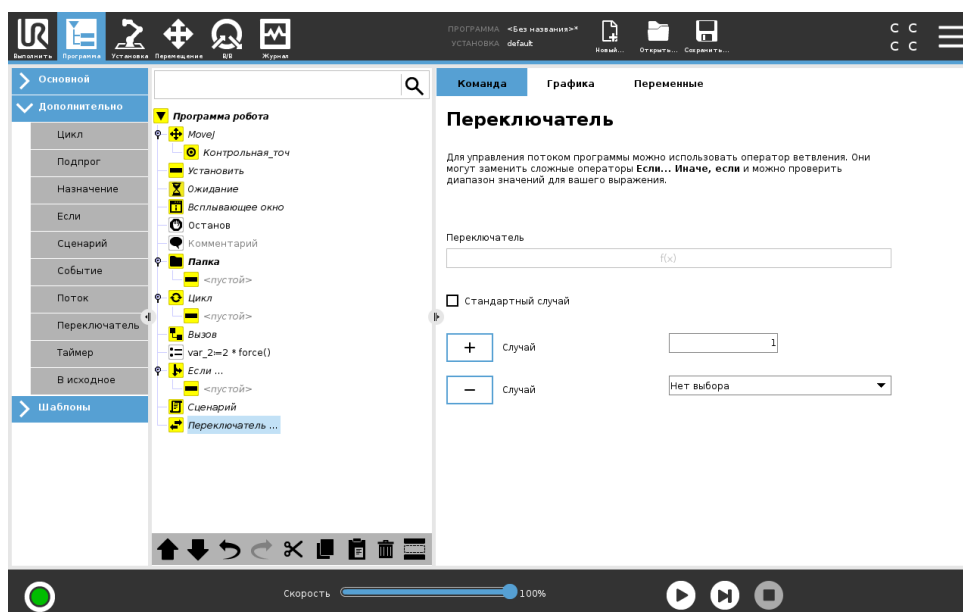 ПРОГРАММА <Без названия>*
УСТАНОВКА default
Выполнить Программа Установка Перемещение В/В Журнал Новый... Открыть... Сохранить...
C C
C C
Основной
Дополнительно
Цикл
Подпрог
Назначение
Если
Сценарий
Событие
Поток
Переключатель
Таймер
В исходное
Шаблоны
Программа робота
MoveJ
Контрольная_точ
Установить
Ожидание
Всплывающее окно
Останов
Комментарий
Папка
<пустой>
Цикл
<пустой>
Вызов
var_2≔2 * force()
Если ...
<пустой>
Сценарий
Переключатель ...
Команда Графика Переменные
Переключатель
Для управления потоком программы можно использовать оператор ветвления. Они
могут заменить сложные операторы Если... Иначе, если и можно проверить
диапазон значений для вашего выражения.
Переключатель
f(x)
Стандартный случай
+ Случай 1
− Случай Нет выбора
Скорость 100%